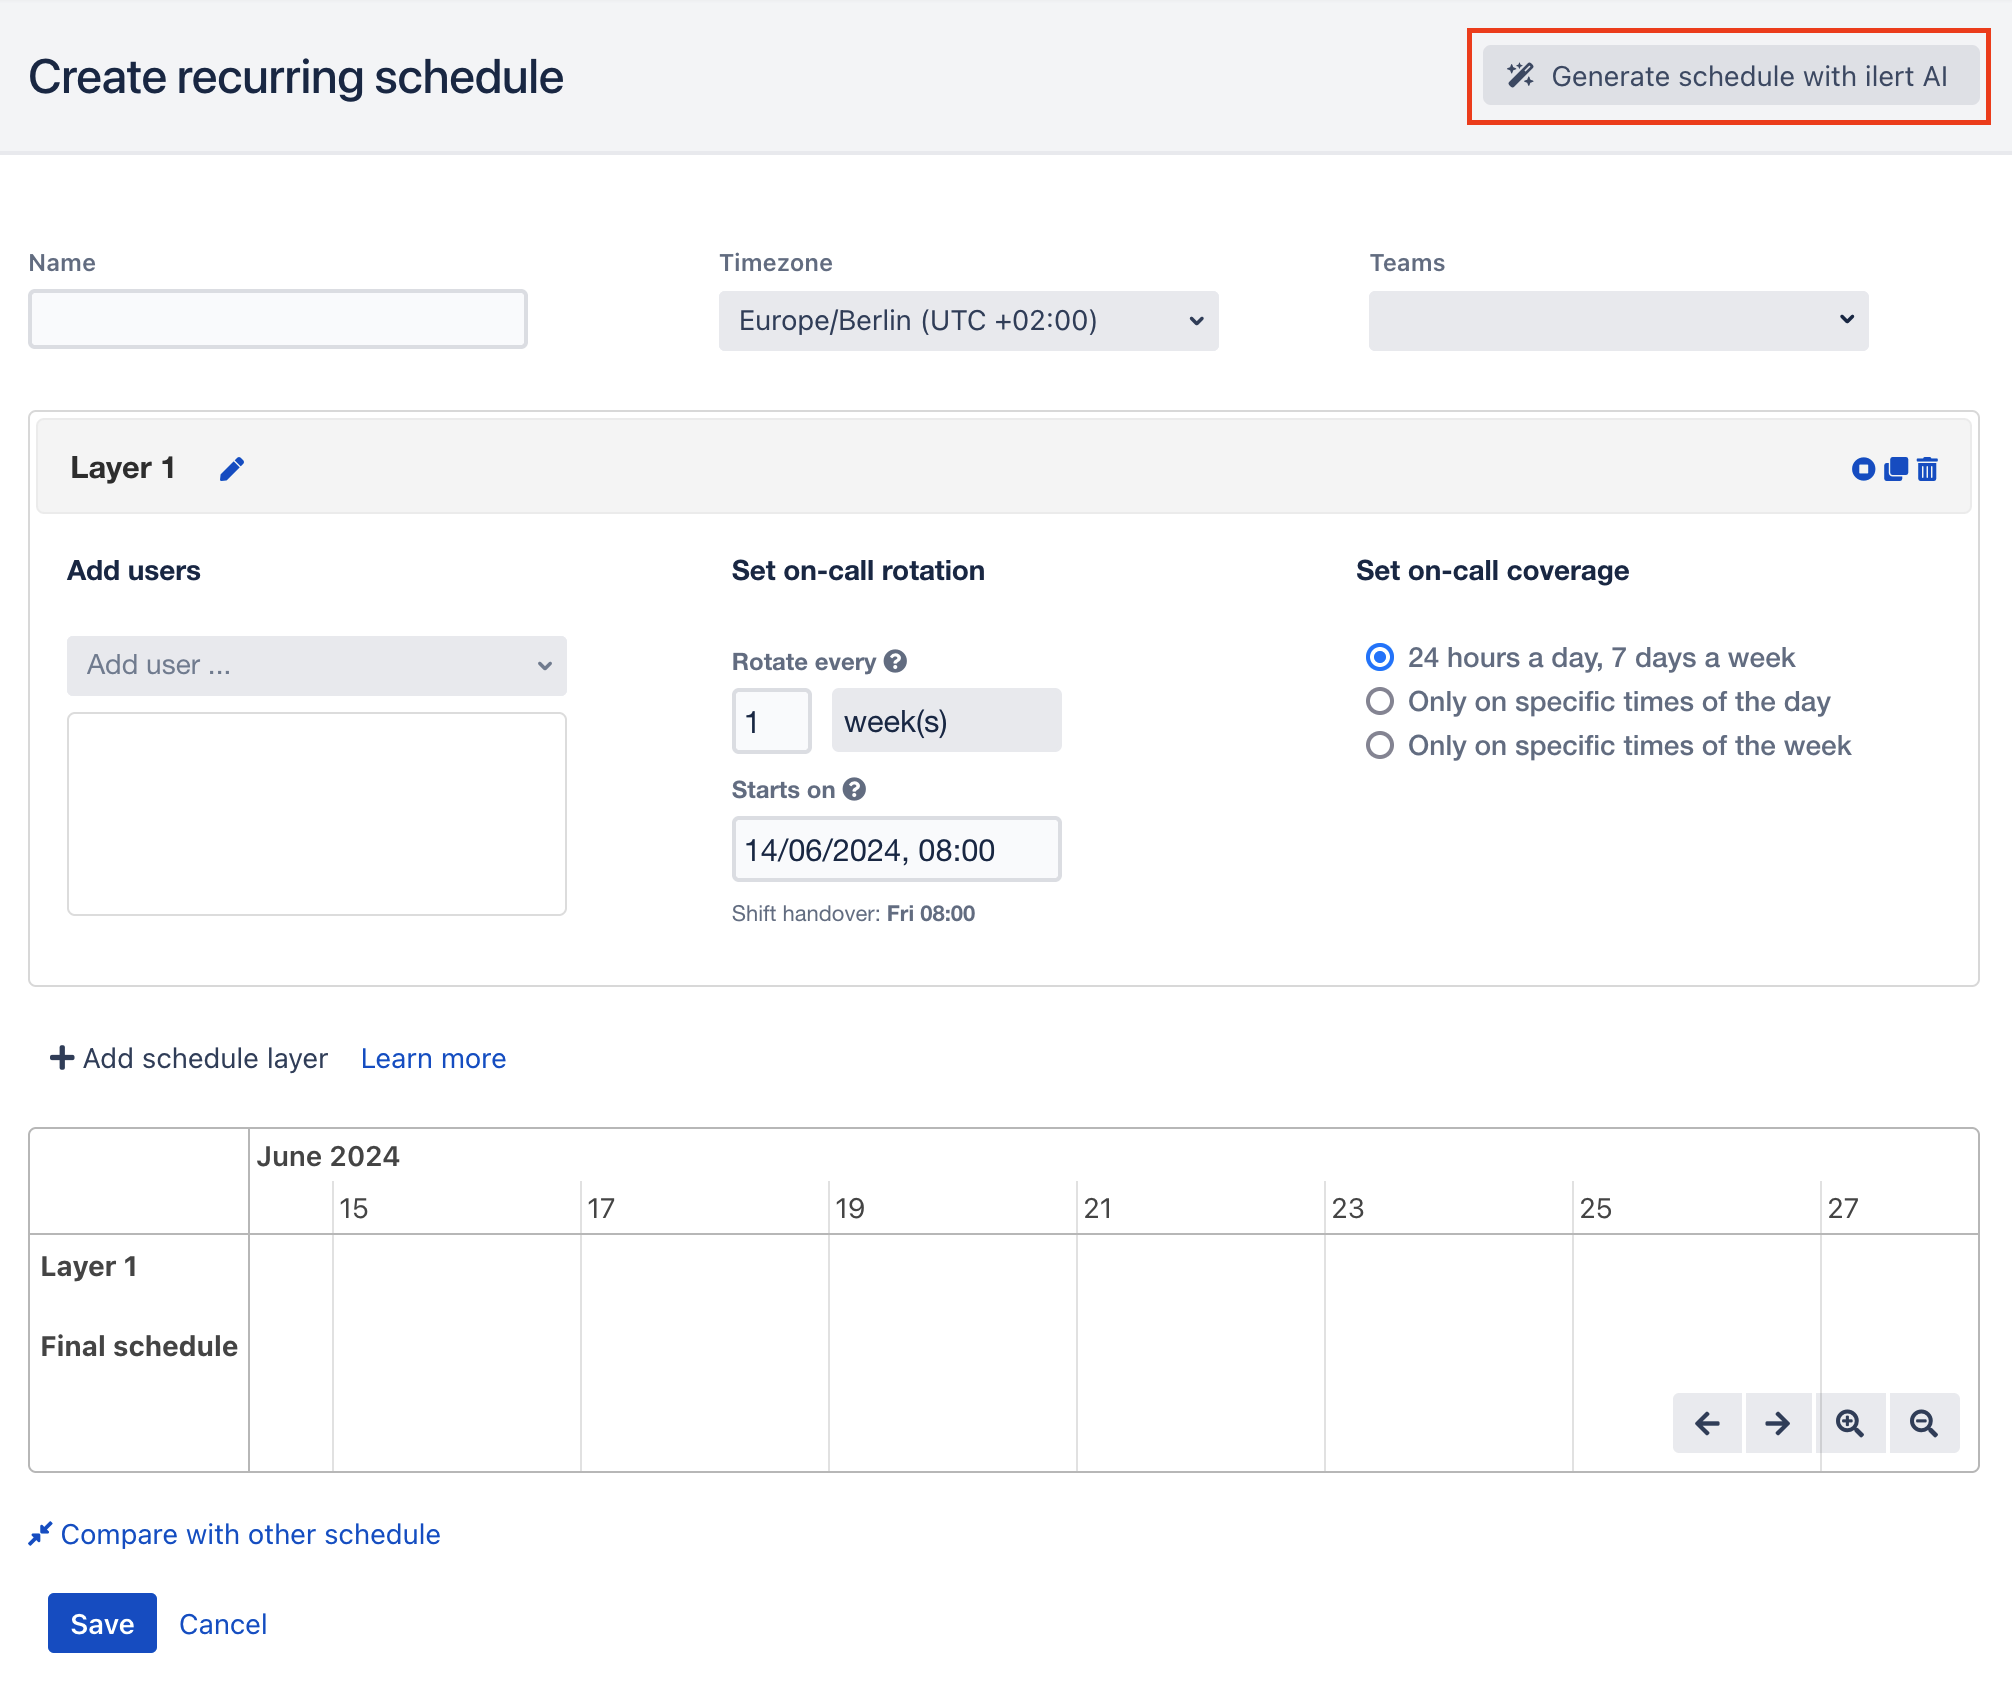 Create recurring schedule
Generate schedule with ilert AI
Name
Timezone
Teams
Europe/Berlin (UTC +02:00)
Layer 1
Add users
Set on-call rotation
Set on-call coverage
Add user ...
Rotate every
1
week(s)
Starts on
14/06/2024, 08:00
Shift handover: Fri 08:00
24 hours a day, 7 days a week
Only on specific times of the day
Only on specific times of the week
Add schedule layer
Learn more
June 2024
15
17
19
21
23
25
27
Layer 1
Final schedule
Compare with other schedule
Save
Cancel